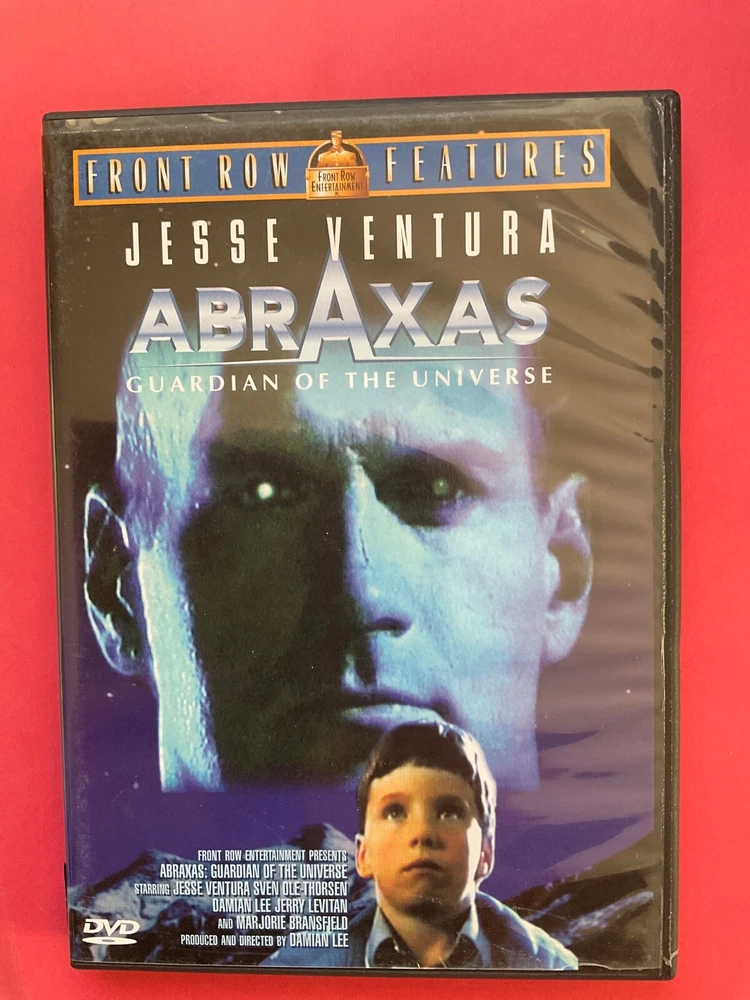 FRONT ROW FEATURES
FRONT ROW
ENTERTAINMENT
JESSE VENTURA
ABRAXAS
GUARDIAN OF THE UNIVERSE
FRONT ROW ENTERTAINMENT PRESENTS
ABRAXAS: GUARDIAN OF THE UNIVERSE
STARRING JESSE VENTURA SVEN OLE-THORSEN
DAMIAN LEE JERRY LEVITAN
AND MARJORIE BRANSFIELD
PRODUCED AND DIRECTED BY DAMIAN LEE
DVD